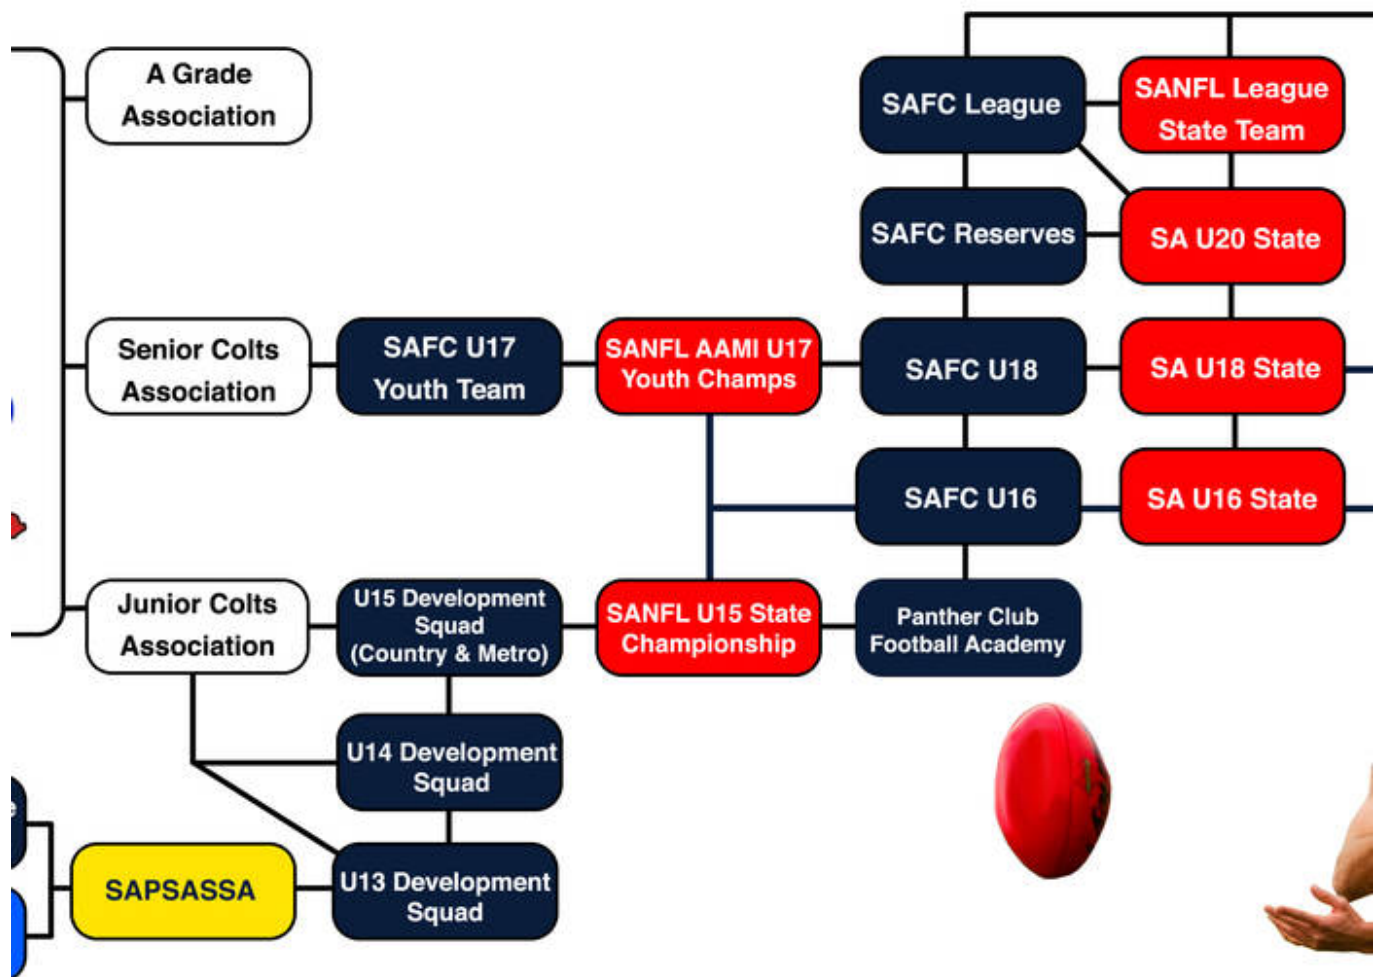 A Grade
Association
SAFC League
SANFL League
State Team
SAFC Reserves
SA U20 State
Senior Colts
Association
SAFC U17
Youth Team
SANFL AAMI U17
Youth Champs
SAFC U18
SA U18 State
SAFC U16
SA U16 State
Junior Colts
Association
U15 Development
Squad
(Country & Metro)
SANFL U15 State
Championship
Panther Club
Football Academy
U14 Development
Squad
SAPSASSA
U13 Development
Squad